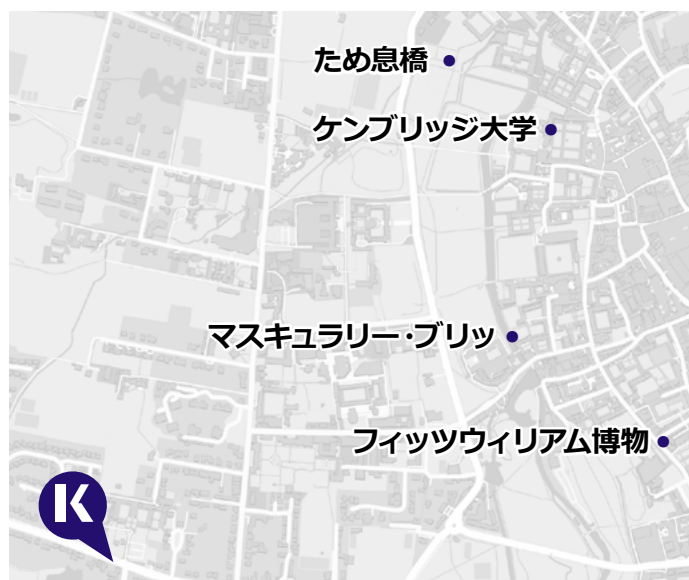 ため息橋
ケンブリッジ大学
マスキュラリー・ブリッ
フィッツウィリアム博物
K